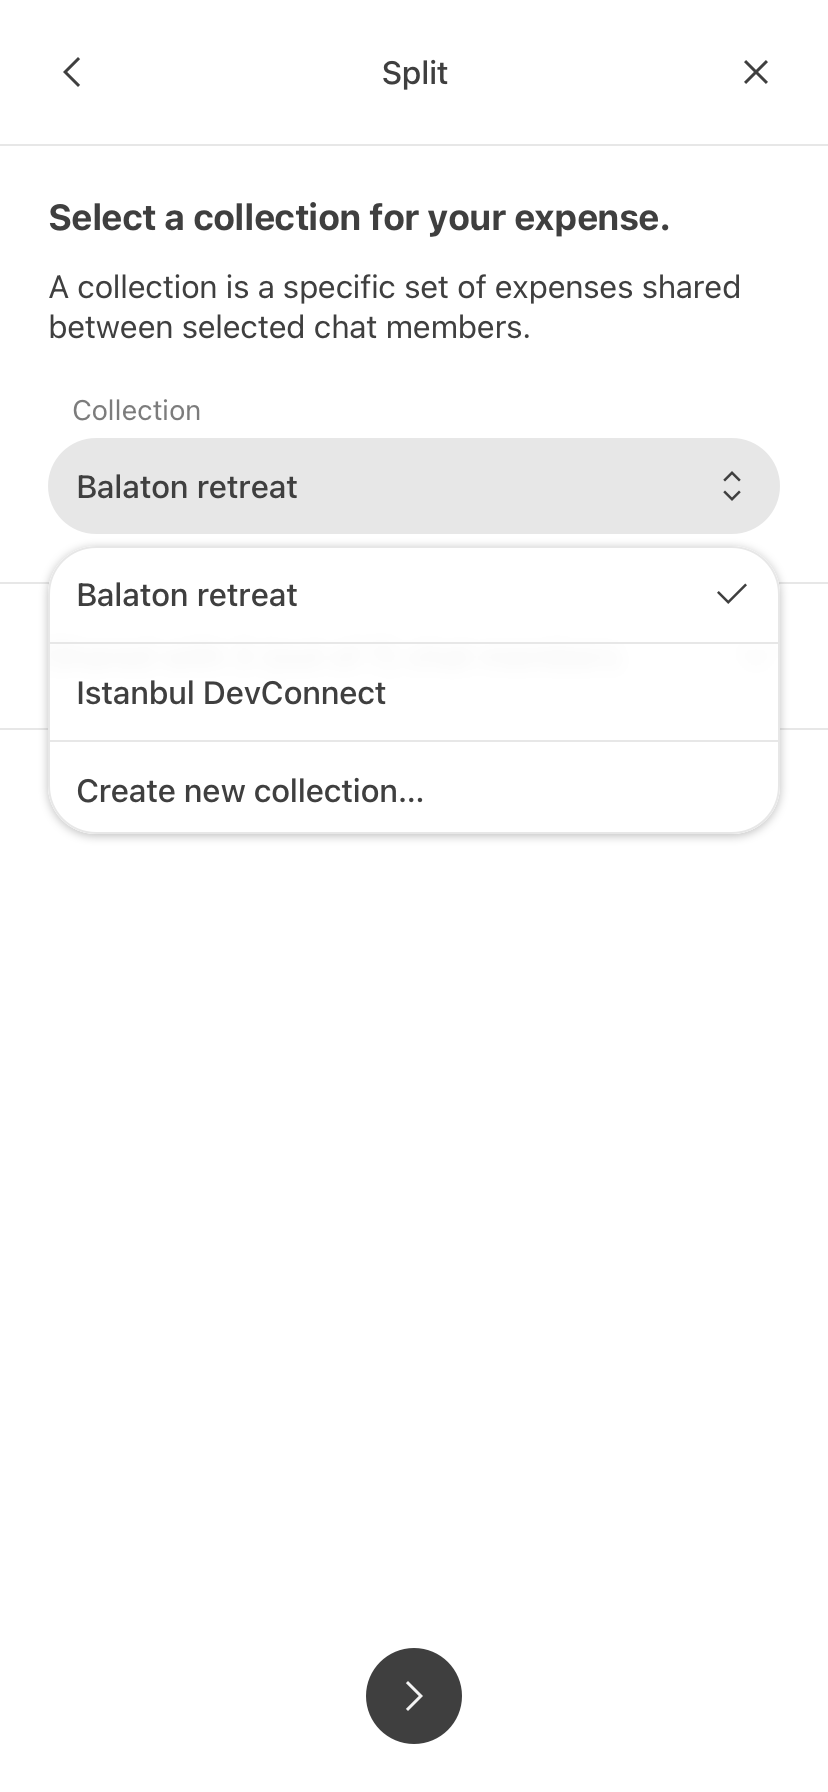 Split
Select a collection for your expense.
A collection is a specific set of expenses shared
between selected chat members.
Collection
Balaton retreat
Balaton retreat
Istanbul DevConnect
Create new collection...